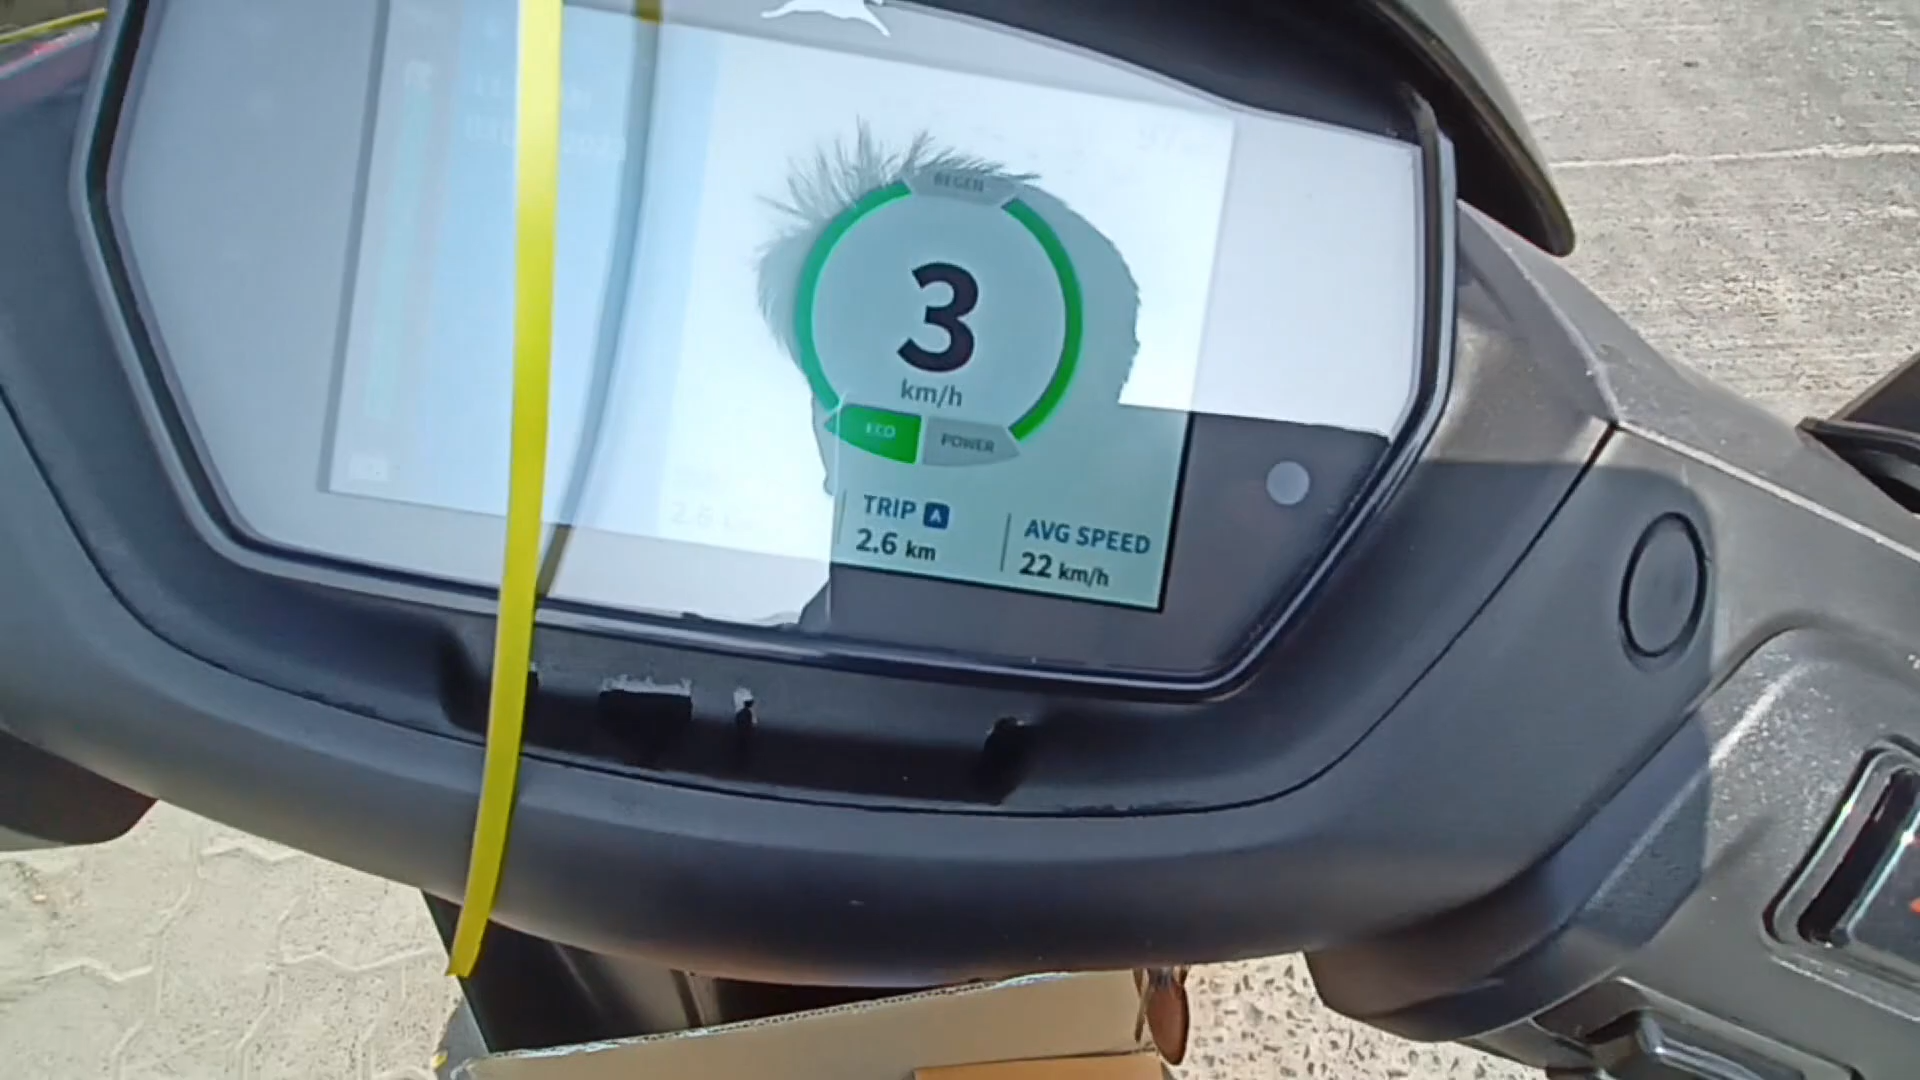 REGEN
3
km/h
ECO
POWER
TRIP A
2.6 km
AVG SPEED
22 km/h